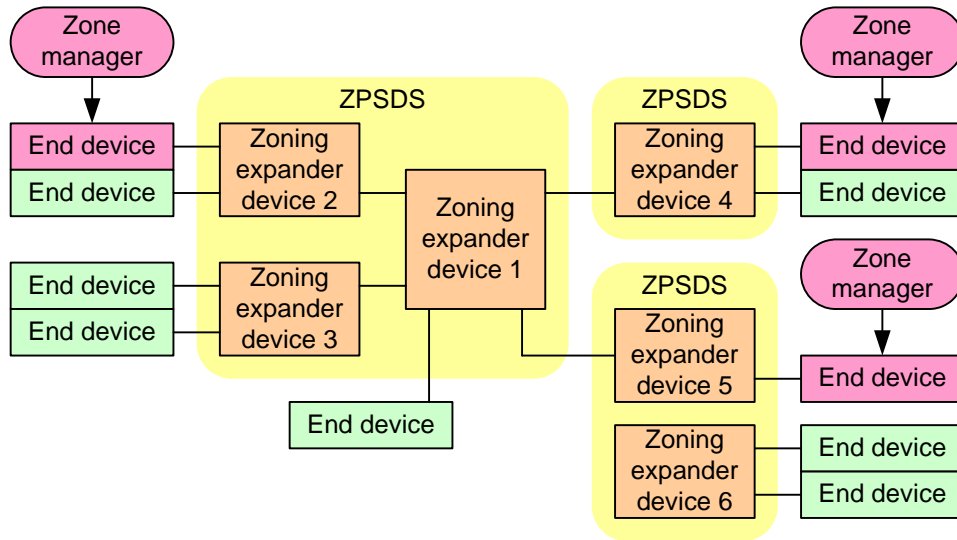 Zone
manager
Zone
manager
ZPSDS
ZPSDS
End device
End device
Zoning
expander
device 2
Zoning
expander
device 1
Zoning
expander
device 4
End device
End device
End device
End device
Zoning
expander
device 3
ZPSDS
Zone
manager
Zoning
expander
device 5
End device
End device
Zoning
expander
device 6
End device
End device